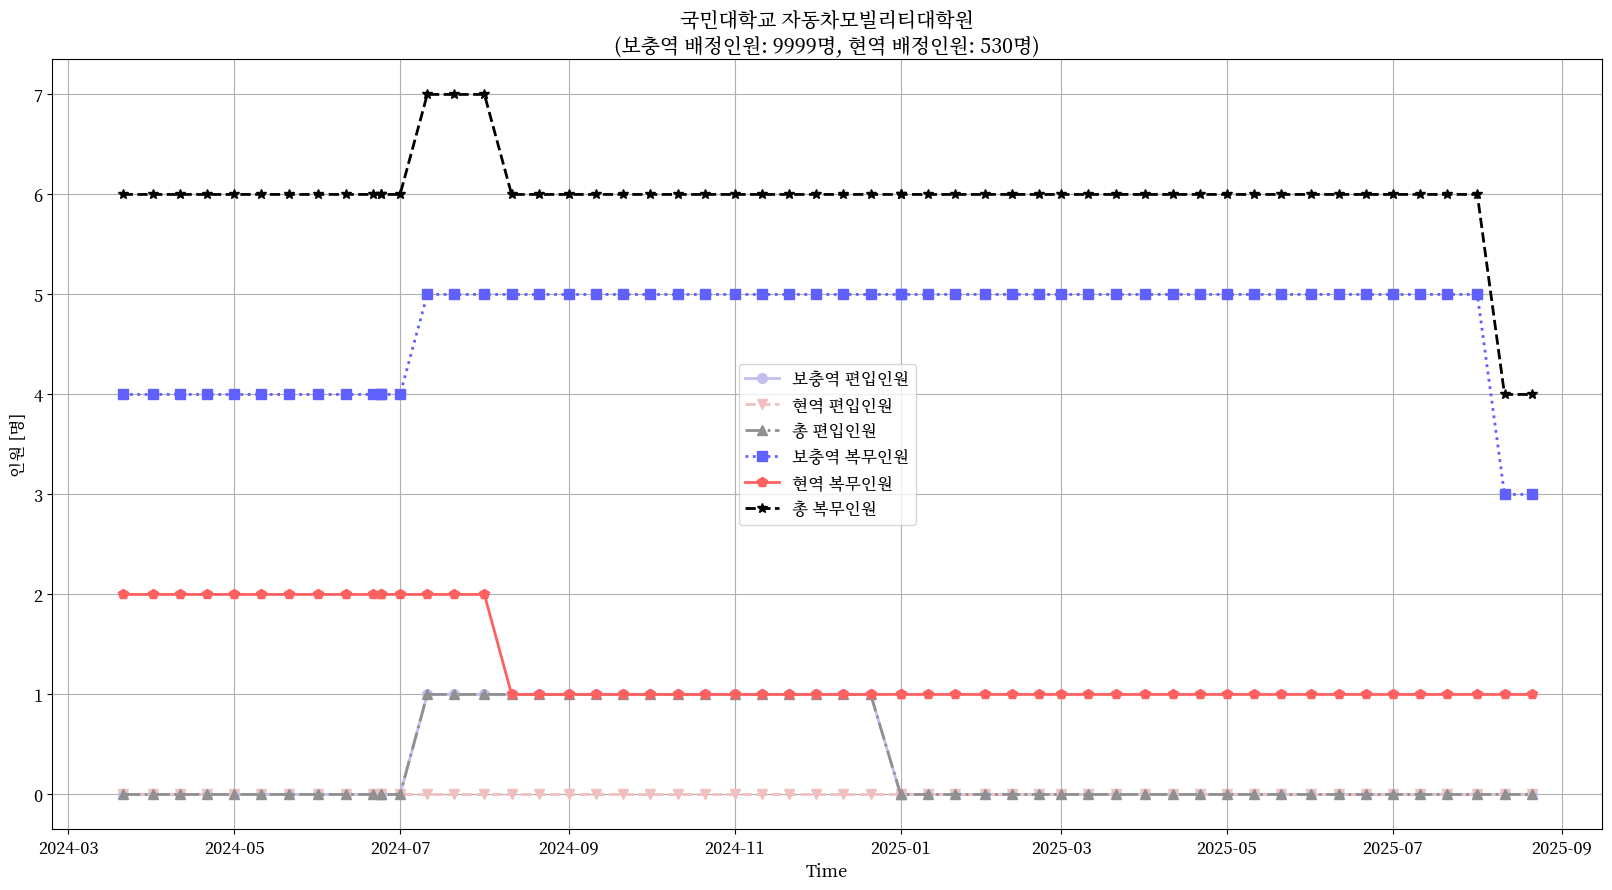 국민대학교 자동차모빌리티대학원
(보충역 배정인원: 9999명, 현역 배정인원: 530명)
인원 [명]
7
6
5
4
3
2
1
0
보충역 편입인원
현역 편입인원
총 편입인원
보충역 복무인원
현역 복무인원
총 복무인원
2024-03
2024-05
2024-07
2024-09
2024-11
2025-01
2025-03
2025-05
2025-07
2025-09
Time